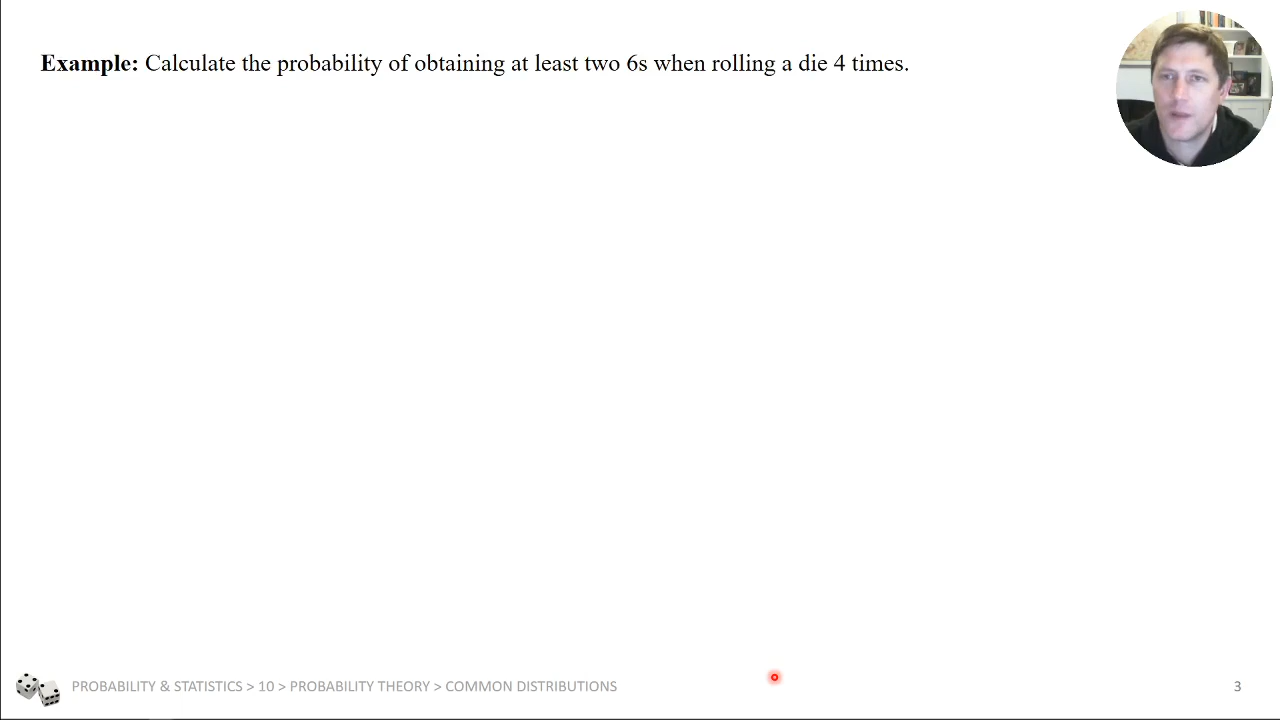 Example: Calculate the probability of obtaining at least two 6s when rolling a die 4 times.
PROBABILITY & STATISTICS > 10 > PROBABILITY THEORY > COMMON DISTRIBUTIONS
3